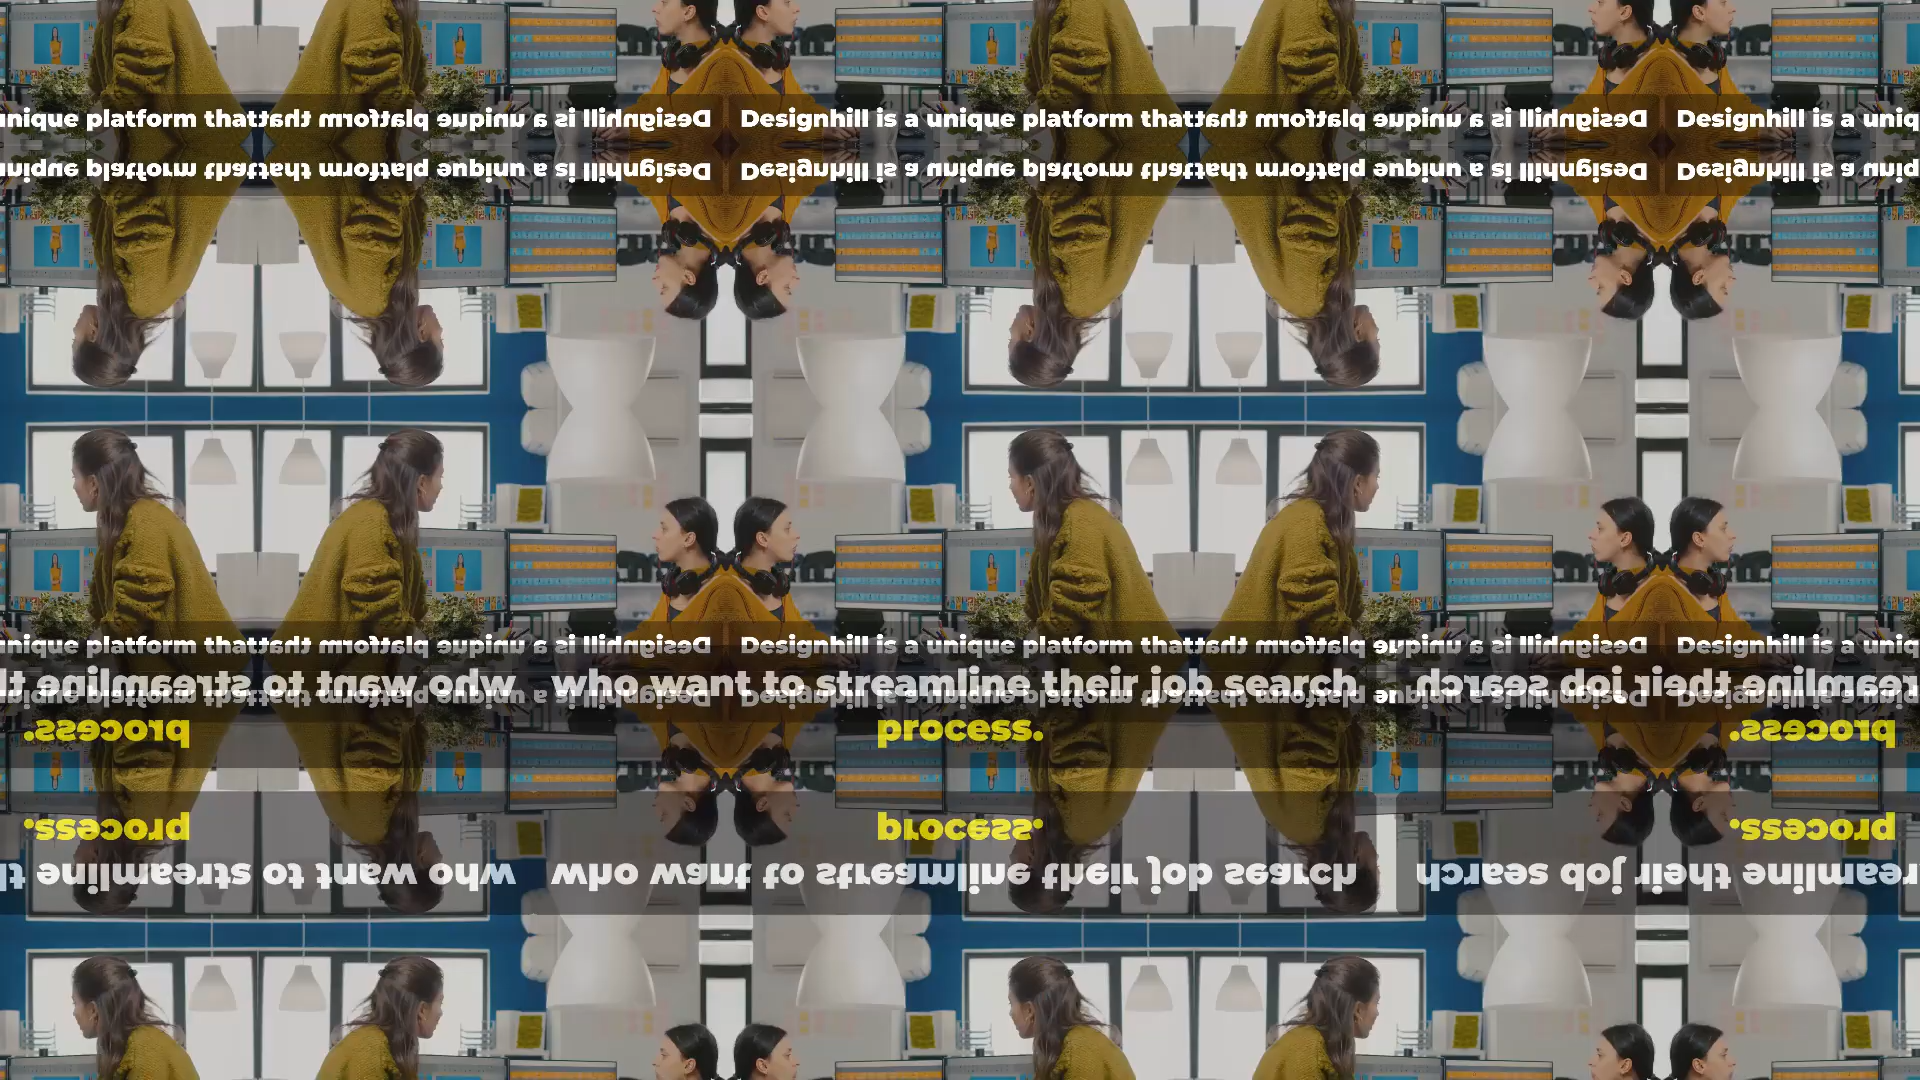 Designhill is a unique platform that
who want to streamline their job search
process.